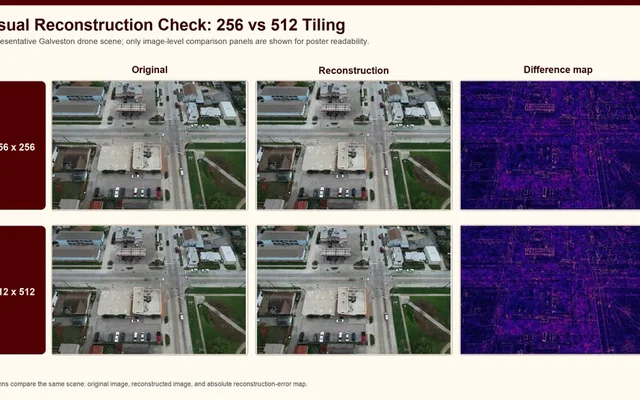 sual Reconstruction Check: 256 vs 512 Tiling
esentative Galveston drone scene; only image-level comparison panels are shown for poster readability.
Original Reconstruction Difference map
56 x 256
12 x 512
nns compare the same scene: original image, reconstructed image, and absolute reconstruction-error map.